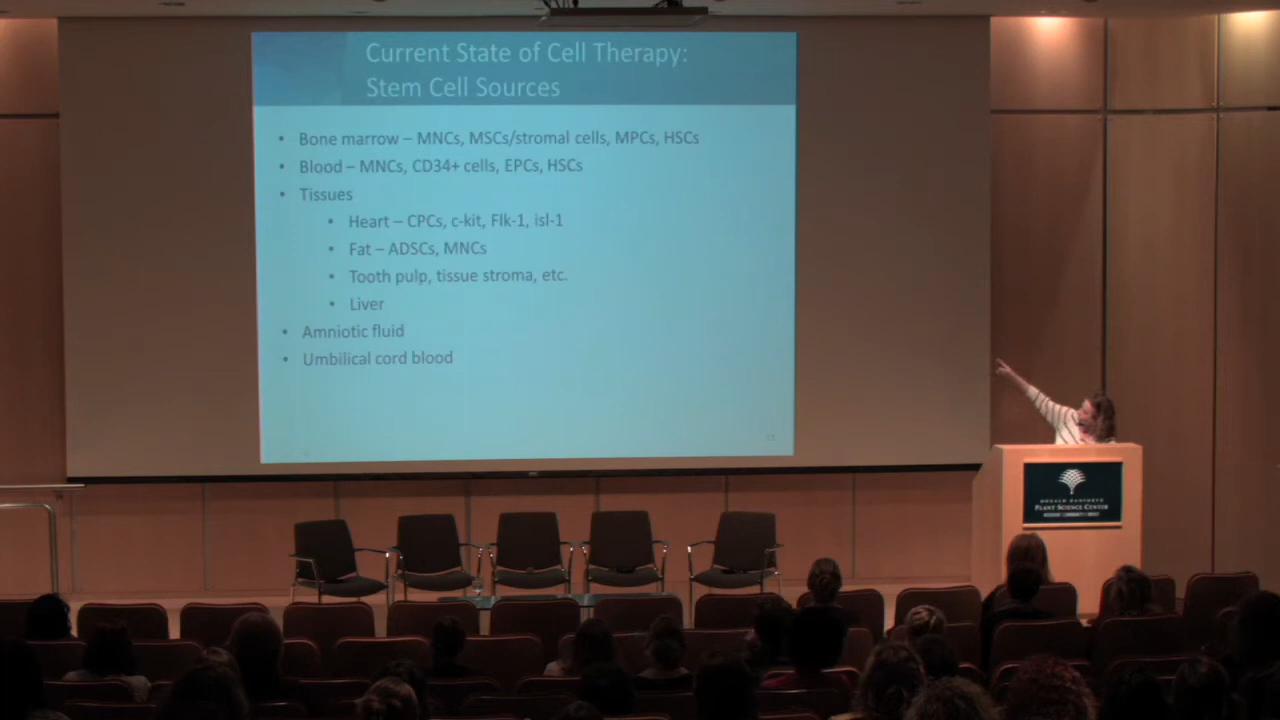 Current State of Cell Therapy:
Stem Cell Sources
• Bone marrow – MNCs, MSCs/stromal cells, MPCs, HSCs
• Blood – MNCs, CD34+ cells, EPCs, HSCs
• Tissues
• Heart – CPCs, c-kit, Flk-1, isl-1
• Fat – ADSCs, MNCs
• Tooth pulp, tissue stroma, etc.
• Liver
• Amniotic fluid
• Umbilical cord blood
DONALD DANFORTH
PLANT SCIENCE CENTER